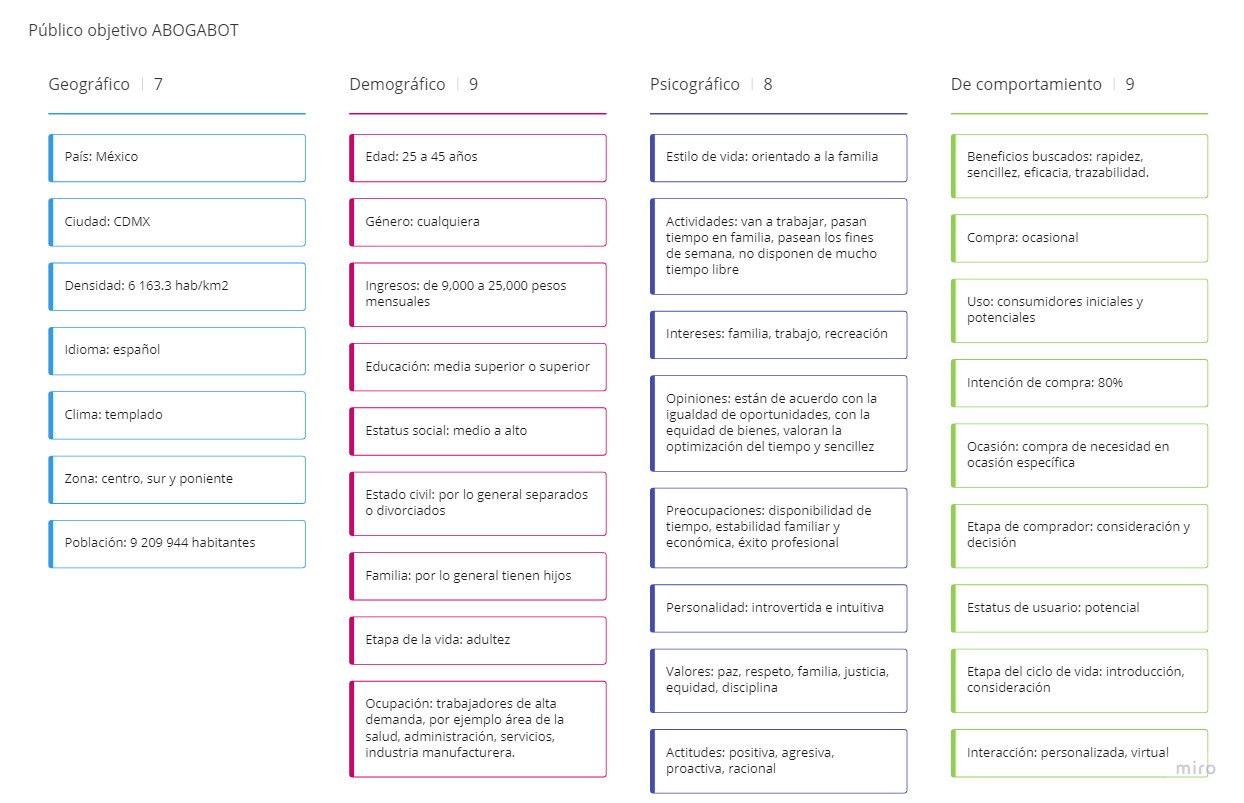 Público objetivo ABOGABOT
Geográfico | 7
País: México
Ciudad: CDMX
Densidad: 6 163.3 hab/km2
Idioma: español
Clima: templado
Zona: centro, sur y poniente
Población: 9 209 944 habitantes
Demográfico | 9
Edad: 25 a 45 años
Género: cualquiera
Ingresos: de 9,000 a 25,000 pesos
mensuales
Educación: media superior o superior
Estatus social: medio a alto
Estado civil: por lo general separados
o divorciados
Familia: por lo general tienen hijos
Etapa de la vida: adultez
Ocupación: trabajadores de alta
demanda, por ejemplo área de la
salud, administración, servicios,
industria manufacturera.
Psicográfico | 8
Estilo de vida: orientado a la familia
Actividades: van a trabajar, pasan
tiempo en familia, pasean los fines
de semana, no disponen de mucho
tiempo libre
Intereses: familia, trabajo, recreación
Opiniones: están de acuerdo con la
igualdad de oportunidades, con la
equidad de bienes, valoran la
optimización del tiempo y sencillez
Preocupaciones: disponibilidad de
tiempo, estabilidad familiar y
económica, éxito profesional
Personalidad: introvertida e intuitiva
Valores: paz, respeto, familia, justicia,
equidad, disciplina
Actitudes: positiva, agresiva,
proactiva, racional
De comportamiento | 9
Beneficios buscados: rapidez,
sencillez, eficacia, trazabilidad.
Compra: ocasional
Uso: consumidores iniciales y
potenciales
Intención de compra: 80%
Ocasión: compra de necesidad en
ocasión específica
Etapa de comprador: consideración y
decisión
Estatus de usuario: potencial
Etapa del ciclo de vida: introducción,
consideración
Interacción: personalizada, virtual
miro